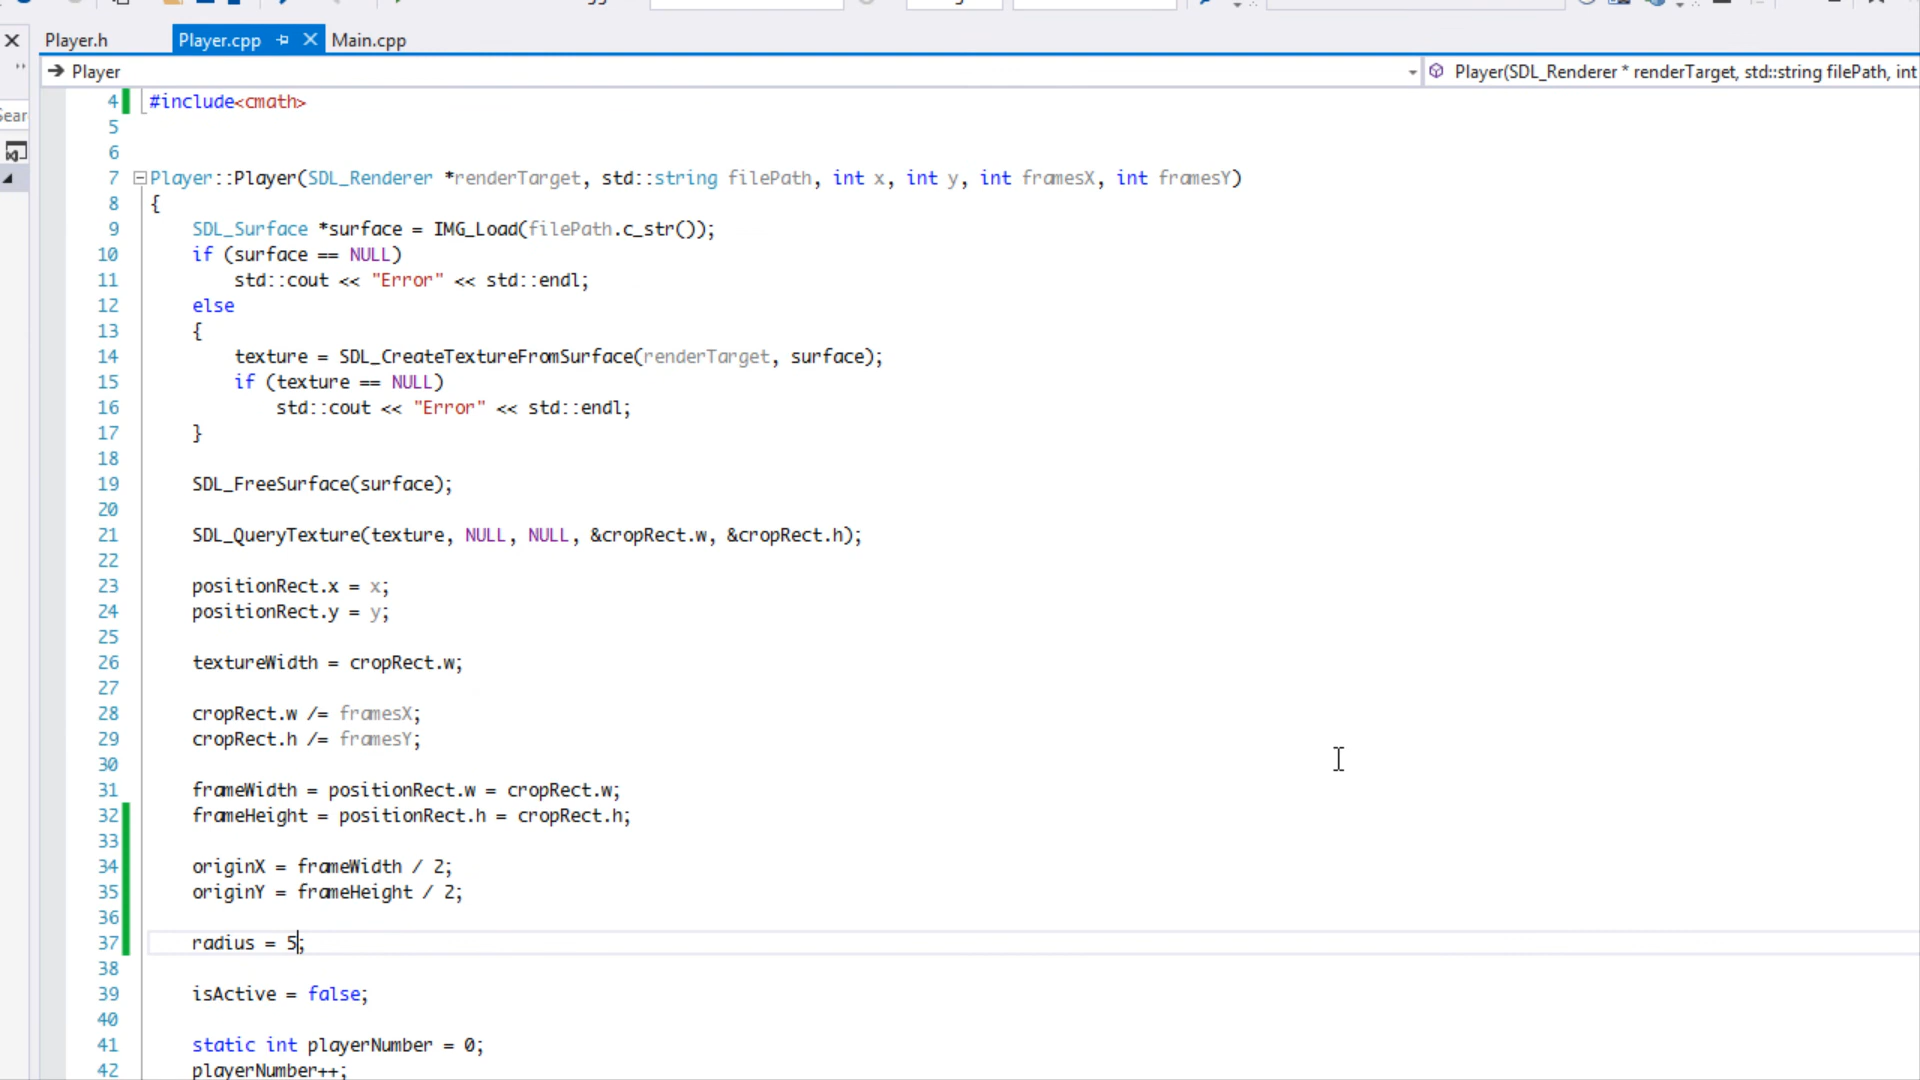 Player.h
Player.cpp
Main.cpp
Player
Player(SDL_Renderer * renderTarget, std::string filePath, int
Sear
4 #include<cmath>
5
6
7 Player::Player(SDL_Renderer *renderTarget, std::string filePath, int x, int y, int framesX, int framesY)
8 {
9 SDL_Surface *surface = IMG_Load(filePath.c_str());
10 if (surface == NULL)
11 std::cout << "Error" << std::endl;
12 else
13 {
14 texture = SDL_CreateTextureFromSurface(renderTarget, surface);
15 if (texture == NULL)
16 std::cout << "Error" << std::endl;
17 }
18
19 SDL_FreeSurface(surface);
20
21 SDL_QueryTexture(texture, NULL, NULL, &cropRect.w, &cropRect.h);
22
23 positionRect.x = x;
24 positionRect.y = y;
25
26 textureWidth = cropRect.w;
27
28 cropRect.w /= framesX;
29 cropRect.h /= framesY;
30
31 frameWidth = positionRect.w = cropRect.w;
32 frameHeight = positionRect.h = cropRect.h;
33
34 originX = frameWidth / 2;
35 originY = frameHeight / 2;
36
37 radius = 5;
38
39 isActive = false;
40
41 static int playerNumber = 0;
42 playerNumber++;